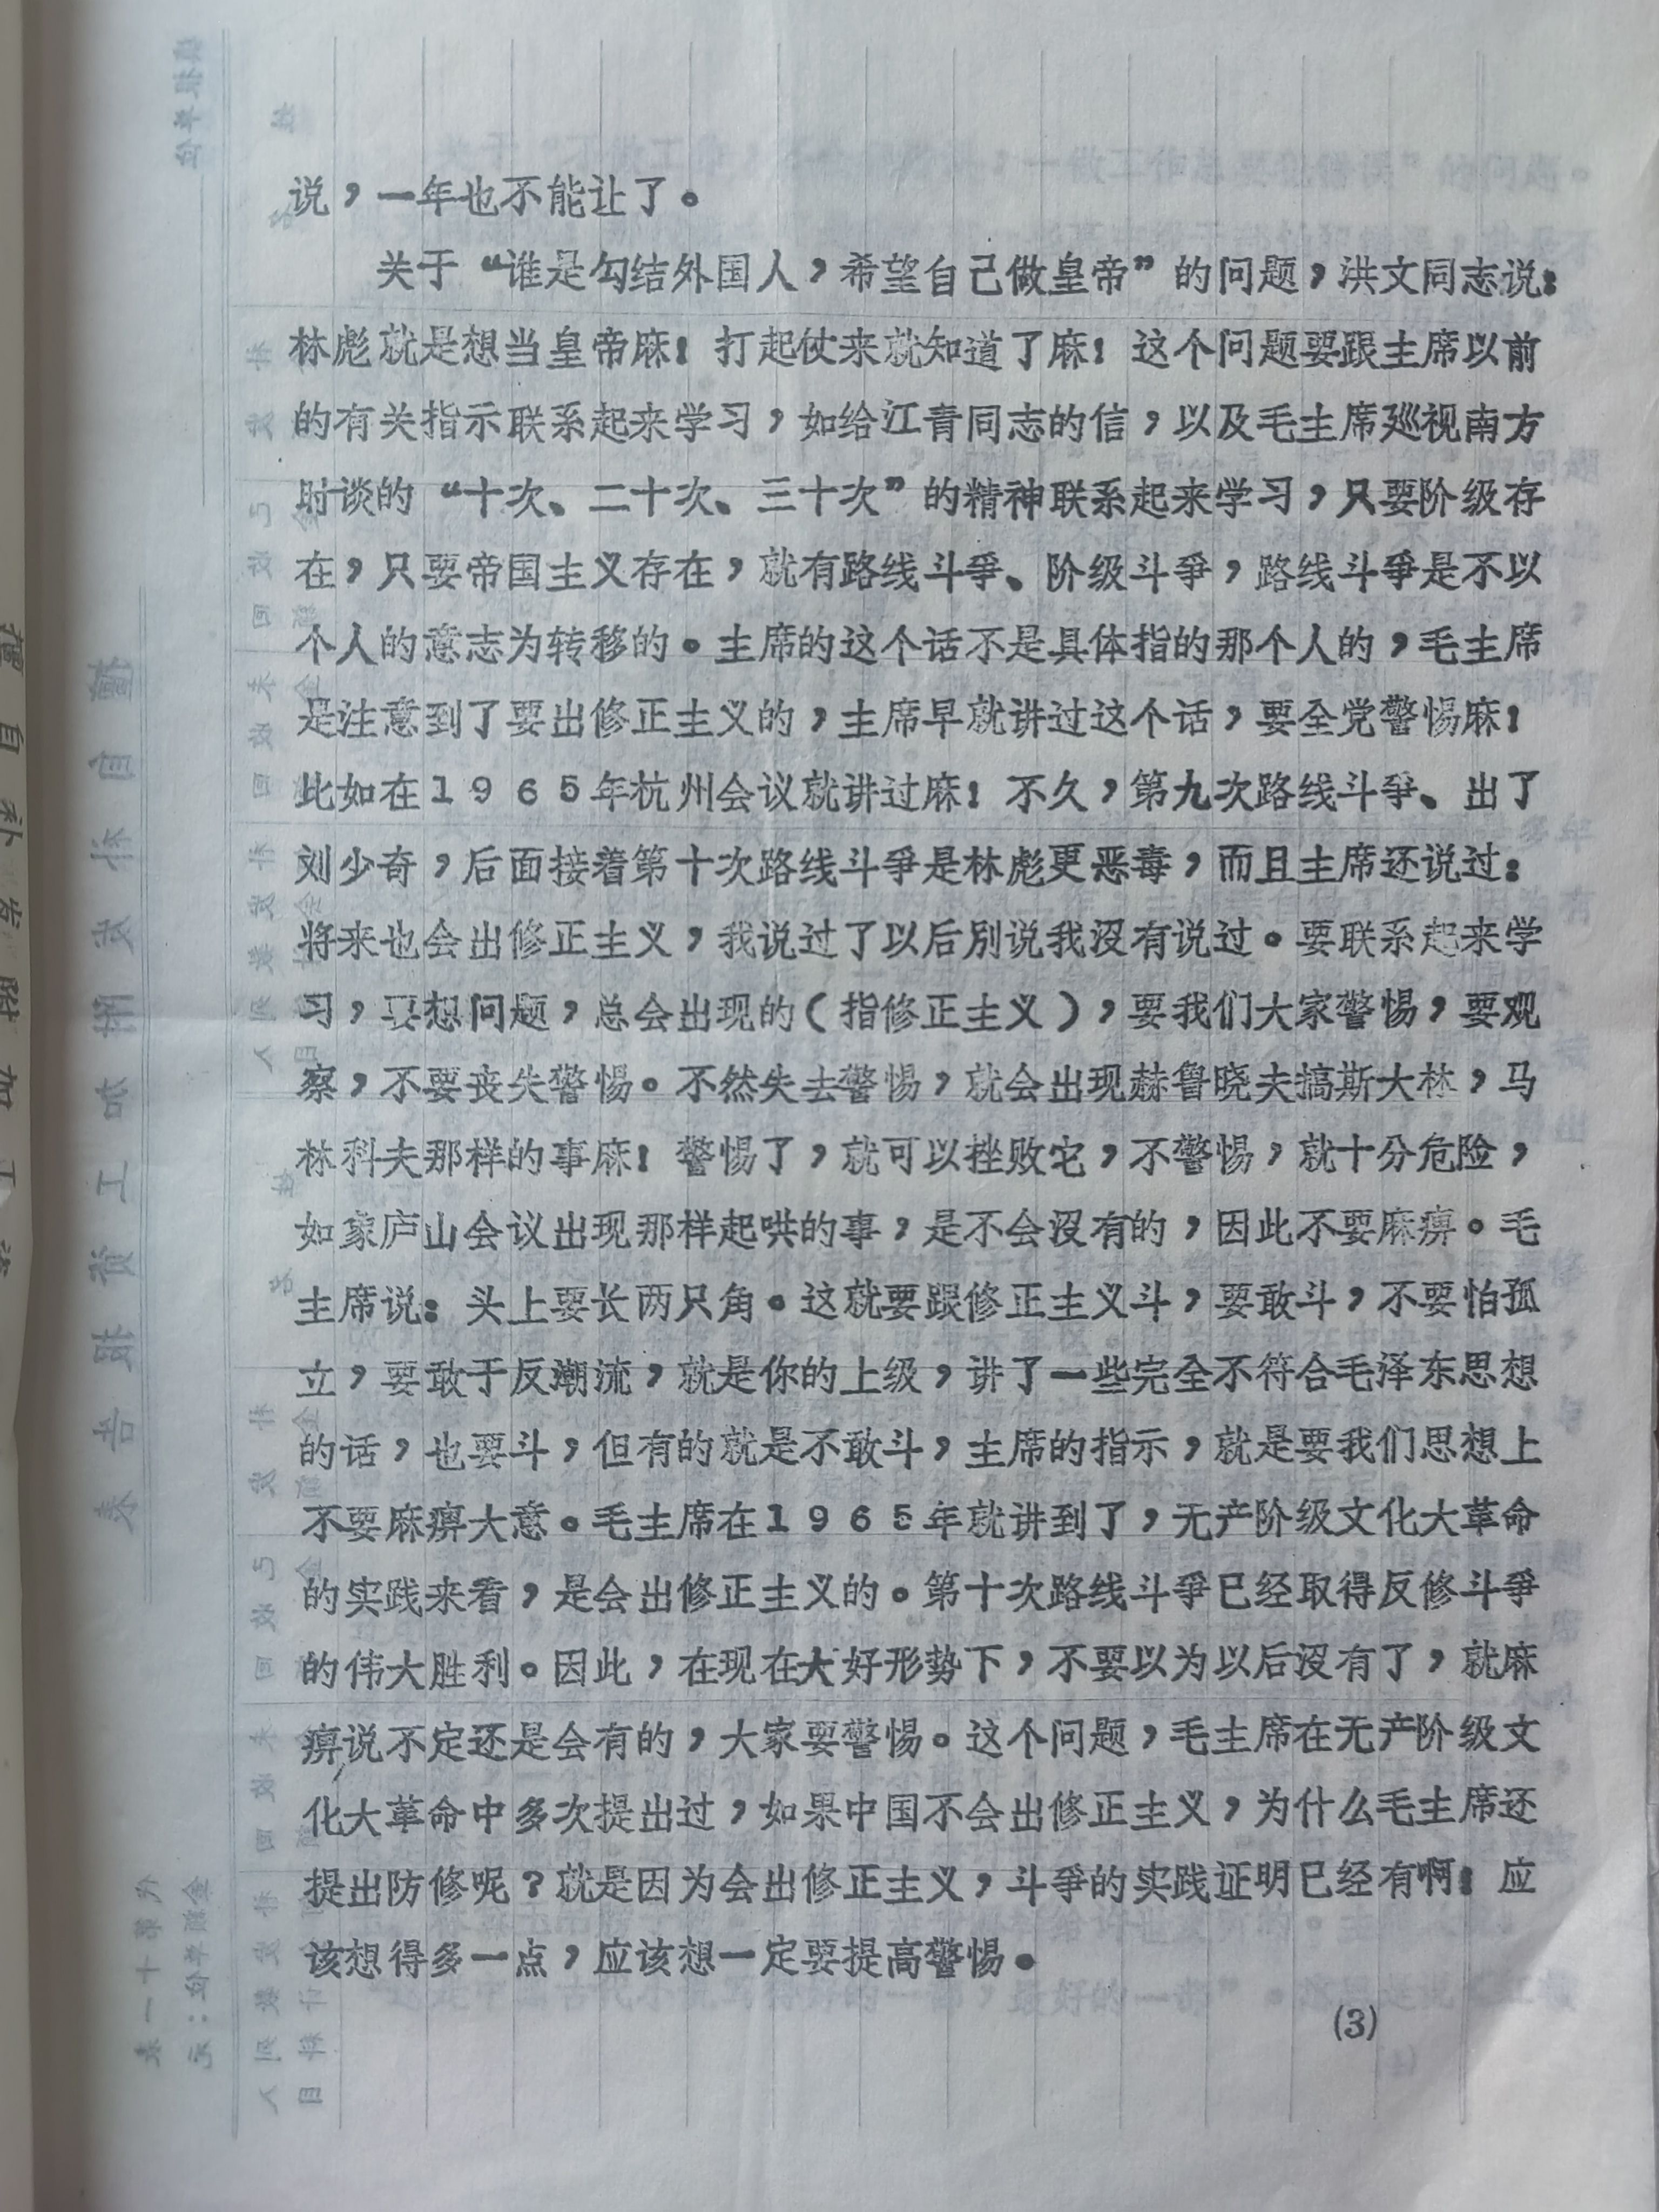 说，一年也不能让了。
关于“谁是勾结外国人，希望自己做皇帝”的问题，洪文同志说：
林彪就是想当皇帝麻！打起仗来就知道了麻！这个问题要跟主席以前
的有关指示联系起来学习，如给江青同志的信，以及毛主席廵视南方
时谈的“十次、二十次、三十次”的精神联系起来学习，只要阶级存
在，只要帝国主义存在，就有路线斗爭、阶级斗爭，路线斗爭是不以
个人的意志为转移的。主席的这个话不是具体指的那个人的，毛主席
是注意到了要出修正主义的，主席早就讲过这个话，要全党警惕麻！
比如在1965年杭州会议就讲过麻！不久，第九次路线斗爭、出了
刘少奇，后面接着第十次路线斗爭是林彪更恶毒，而且主席还说过：
将来也会出修正主义，我说过了以后别说我没有说过。要联系起来学
习，要想问题，总会出现的（指修正主义），要我们大家警惕，要观
察，不要丧失警惕。不然失去警惕，就会出现赫鲁晓夫搞斯大林，马
林科夫那样的事麻！警惕了，就可以挫败它，不警惕，就十分危险，
如象庐山会议出现那样起哄的事，是不会没有的，因此不要麻痹。毛
主席说：头上要长两只角。这就要跟修正主义斗，要敢斗，不要怕孤
立，要敢于反潮流，就是你的上级，讲了一些完全不符合毛泽东思想
的话，也要斗，但有的就是不敢斗，主席的指示，就是要我们思想上
不要麻痹大意。毛主席在1965年就讲到了，无产阶级文化大革命
的实践来看，是会出修正主义的。第十次路线斗爭已经取得反修斗爭
的伟大胜利。因此，在现在大好形势下，不要以为以后没有了，就麻
痹说不定还是会有的，大家要警惕。这个问题，毛主席在无产阶级文
化大革命中多次提出过，如果中国不会出修正主义，为什么毛主席还
提出防修呢？就是因为会出修正主义，斗爭的实践证明已经有啊！应
该想得多一点，应该想一定要提高警惕。
(3)